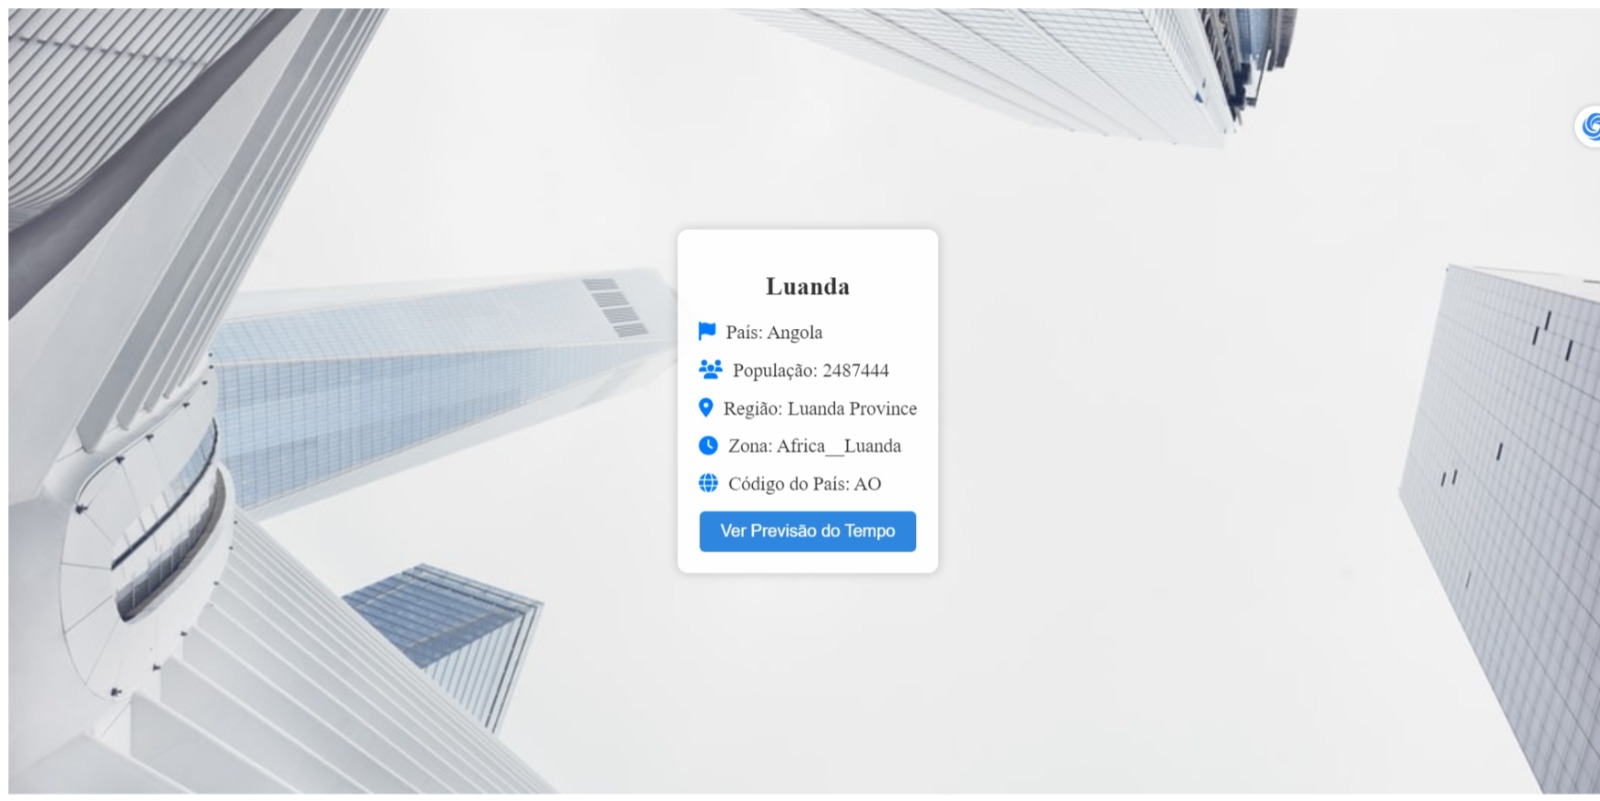 Luanda
País: Angola
População: 2487444
Região: Luanda Province
Zona: Africa__Luanda
Código do País: AO
Ver Previsão do Tempo